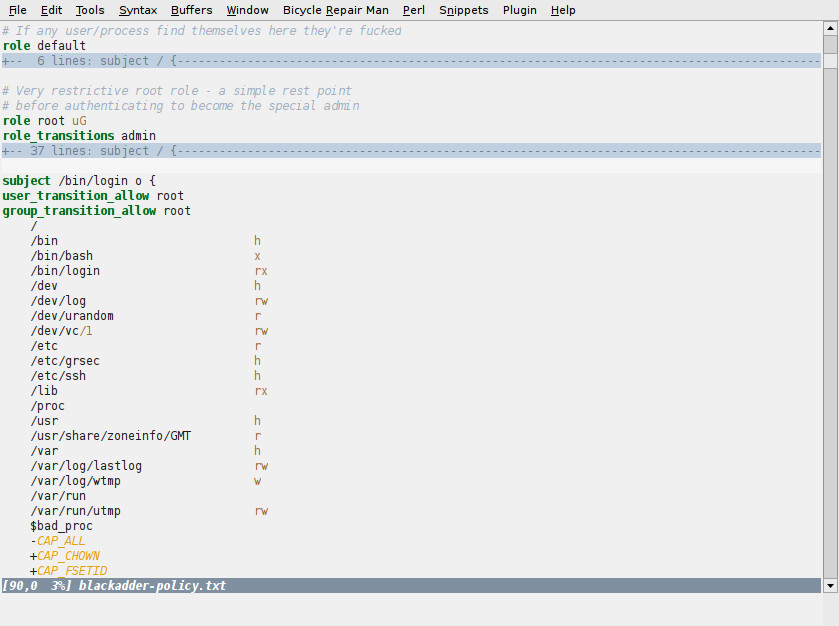 File Edit Tools Syntax Buffers Window Bicycle Repair Man Perl Snippets Plugin Help
# If any user/process find themselves here they're fucked
role default
+--   6 lines: subject / {--------------------------------------------------------------------------------------------
# Very restrictive root role - a simple rest point
# before authenticating to become the special admin
role root uG
role_transitions admin
+--  37 lines: subject / {--------------------------------------------------------------------------------------------
subject /bin/login o {
user_transition_allow root
group_transition_allow root
/
/bin h
/bin/bash x
/bin/login rx
/dev h
/dev/log rw
/dev/urandom r
/dev/vc/1 rw
/etc r
/etc/grsec h
/etc/ssh h
/lib rx
/proc
/usr h
/usr/share/zoneinfo/GMT r
/var h
/var/log/lastlog rw
/var/log/wtmp w
/var/run
/var/run/utmp rw
$bad_proc
-CAP_ALL
+CAP_CHOWN
+CAP_FSETID
[90,0  3%] blackadder-policy.txt